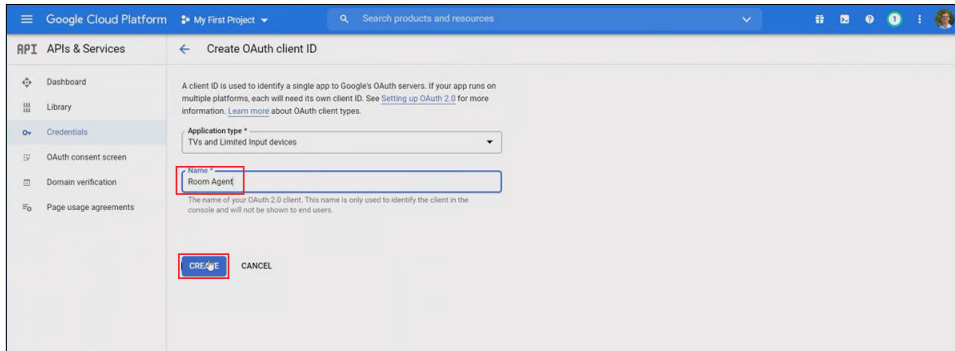 Google Cloud Platform
My First Project
Search products and resources
1
API APIs & Services
Create OAuth client ID
Dashboard
Library
Credentials
OAuth consent screen
Domain verification
Page usage agreements
A client ID is used to identify a single app to Google's OAuth servers. If your app runs on
multiple platforms, each will need its own client ID. See Setting up OAuth 2.0 for more
information. Learn more about OAuth client types.
Application type *
TVs and Limited Input devices
Name *
Room Agent
The name of your OAuth 2.0 client. This name is only used to identify the client in the
console and will not be shown to end users.
CREATE
CANCEL